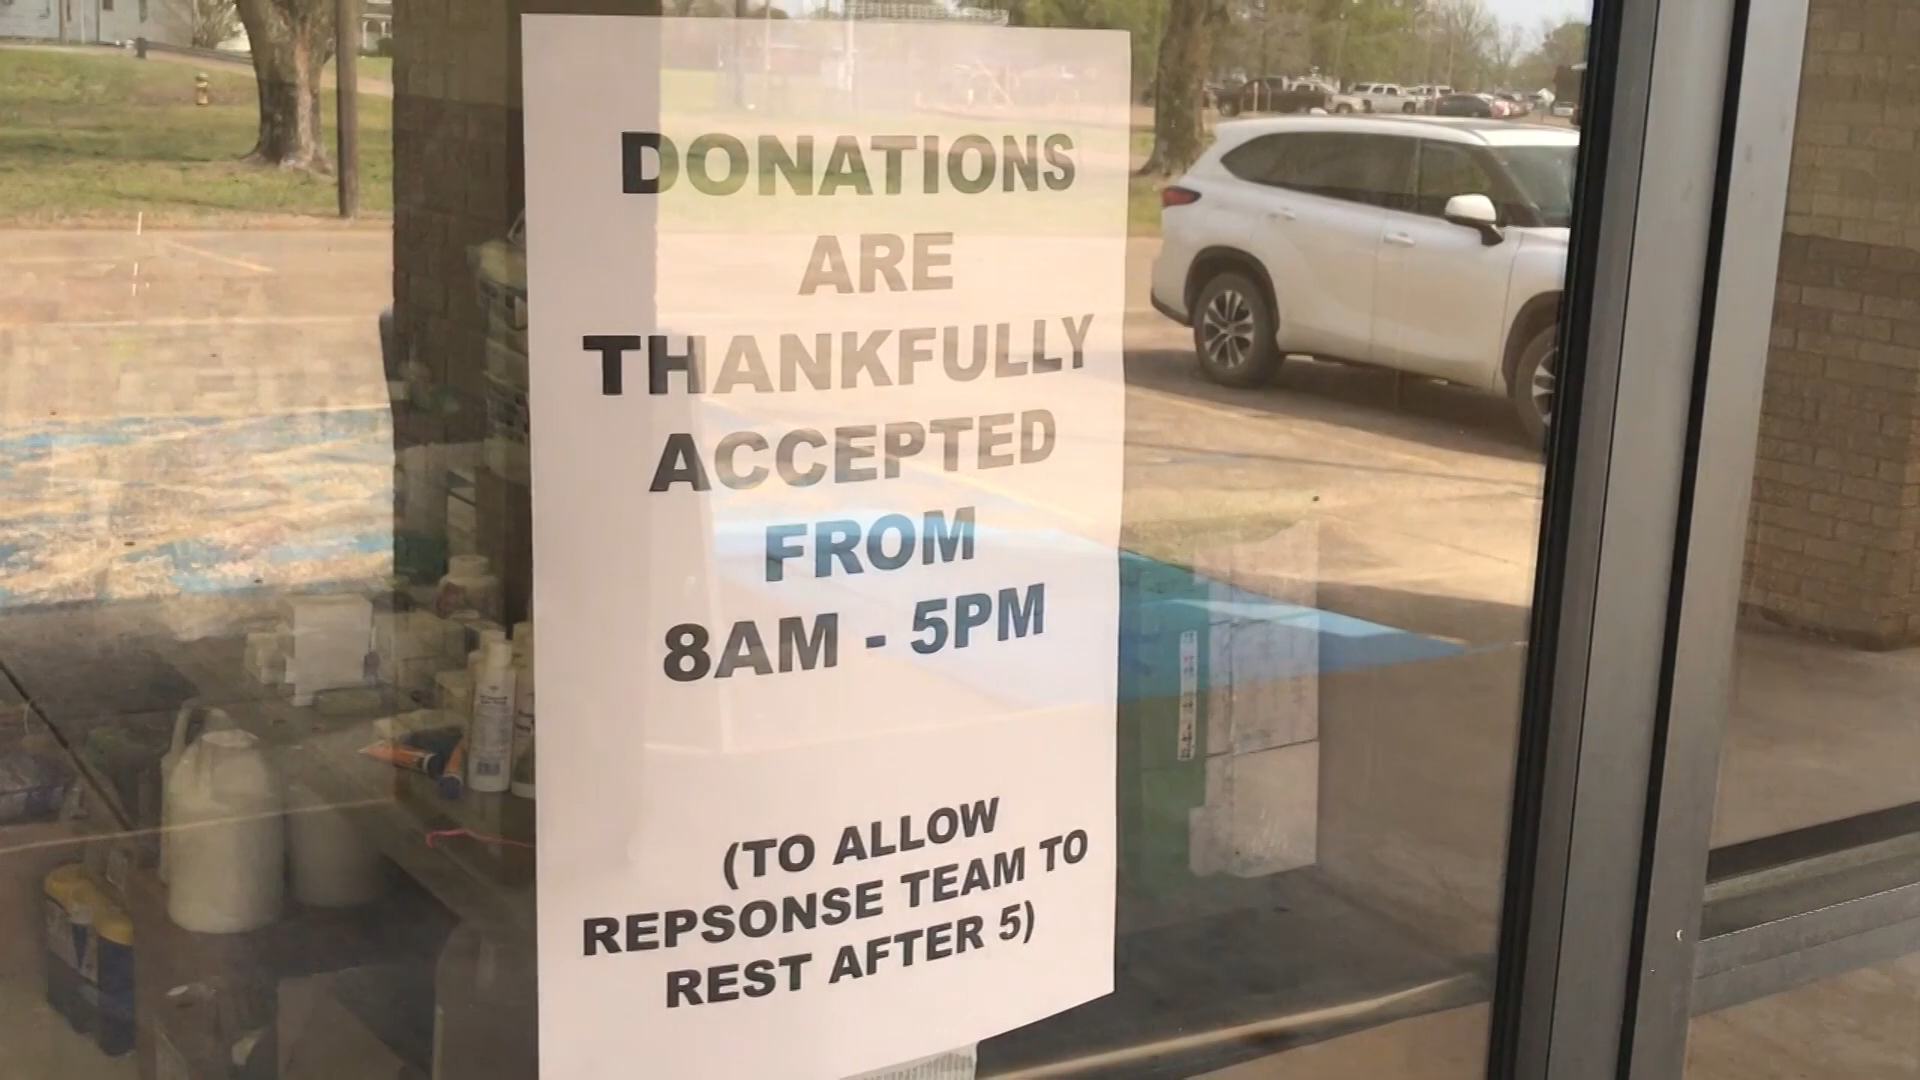 DONATIONS
ARE
THANKFULLY
ACCEPTED
FROM
8AM - 5PM
(TO ALLOW
REPSONSE TEAM TO
REST AFTER 5)